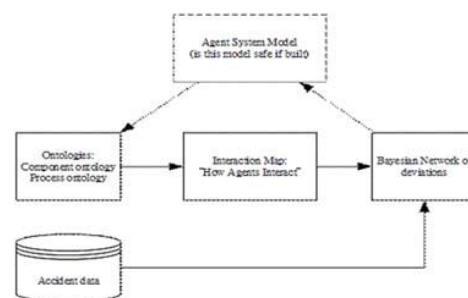 Agent System Model
(is this model safe if built)
Ontologies:
Component ontology
Process ontology
Interaction Map:
"How Agents Interact"
Bayesian Network o
deviations
Accident data